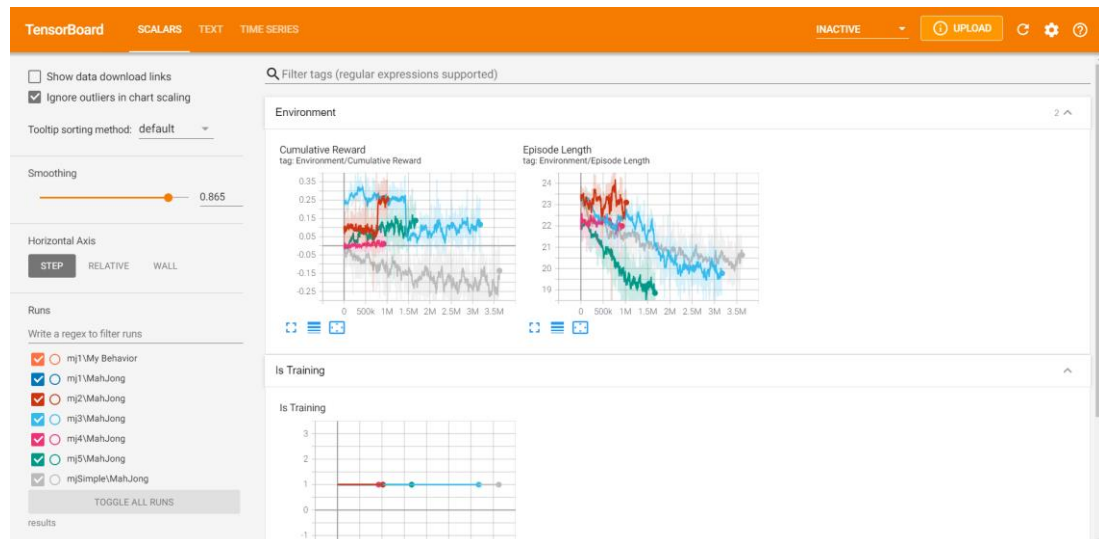 TensorBoard SCALARS TEXT TIME SERIES INACTIVE UPLOAD
Show data download links
Ignore outliers in chart scaling
Tooltip sorting method: default
Smoothing
0.865
Horizontal Axis
STEP RELATIVE WALL
Runs
Write a regex to filter runs
mj1\My Behavior
mj1\MahJong
mj2\MahJong
mj3\MahJong
mj4\MahJong
mj5\MahJong
mjSimple\MahJong
TOGGLE ALL RUNS
results
Filter tags (regular expressions supported)
Environment 2
Cumulative Reward
tag: Environment/Cumulative Reward
0.35
0.25
0.15
0.05
-0.05
-0.15
-0.25
0 500k 1M 1.5M 2M 2.5M 3M 3.5M
Episode Length
tag: Environment/Episode Length
24
23
22
21
20
19
0 500k 1M 1.5M 2M 2.5M 3M 3.5M
Is Training
Is Training
3
2
1
0
-1